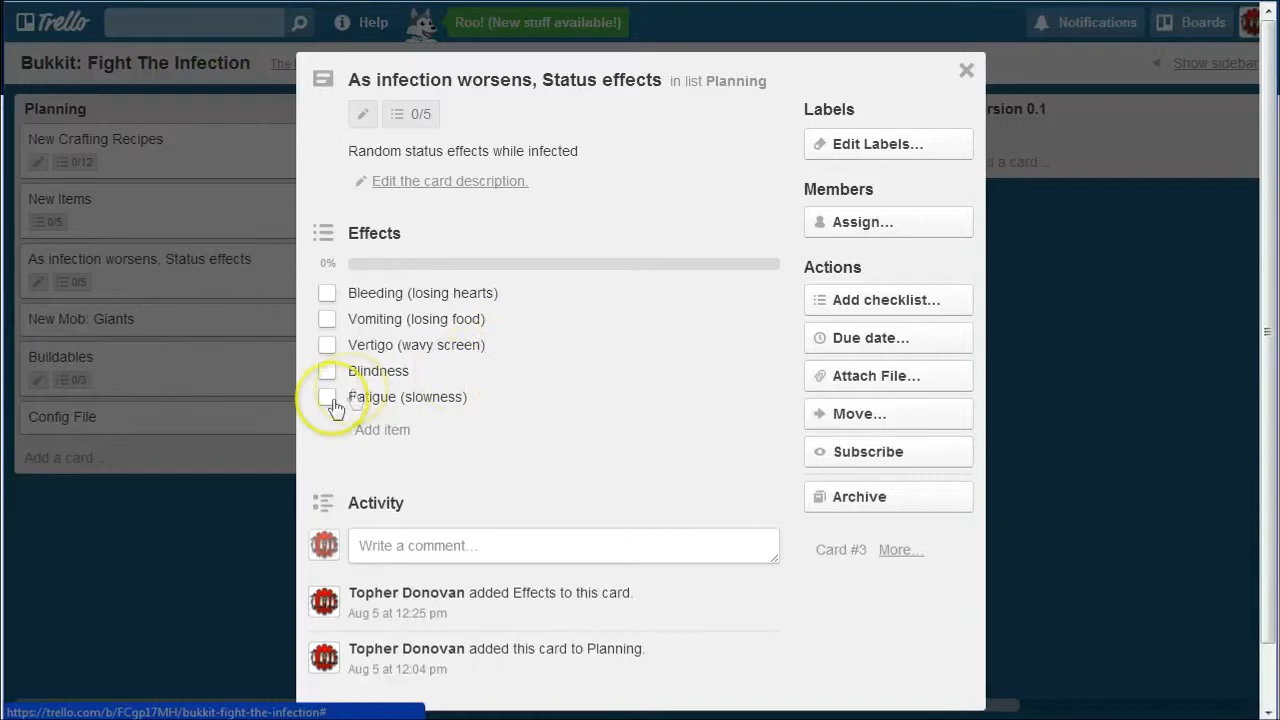 Trello
Help
Roo! (New stuff available!)
Notifications
Boards
Bukkit: Fight The Infection
Show sidebar
Planning
New Crafting Recipes
0/12
New Items
0/5
As infection worsens, Status effects
0/5
New Mob: Giants
Buildables
0/3
Config File
Add a card…
As infection worsens, Status effects in list Planning
0/5
Random status effects while infected
Edit the card description.
Effects
0%
Bleeding (losing hearts)
Vomiting (losing food)
Vertigo (wavy screen)
Blindness
Fatigue (slowness)
Add item
Activity
Write a comment…
Topher Donovan added Effects to this card.
Aug 5 at 12:25 pm
Topher Donovan added this card to Planning.
Aug 5 at 12:04 pm
Labels
Edit Labels…
Members
Assign…
Actions
Add checklist…
Due date…
Attach File…
Move…
Subscribe
Archive
Card #3 More…
ersion 0.1
d a card…
https://trello.com/b/FCgp17MH/bukkit-fight-the-infection#